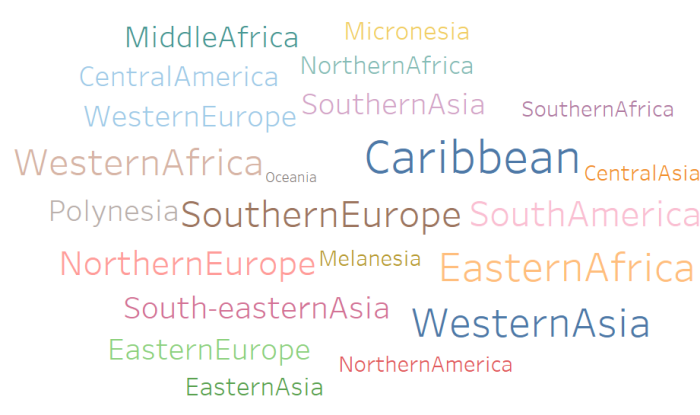 MiddleAfrica
Micronesia
CentralAmerica
NorthernAfrica
WesternEurope
SouthernAsia
SouthernAfrica
WesternAfrica
Oceania
Caribbean
CentralAsia
Polynesia
SouthernEurope
SouthAmerica
NorthernEurope
Melanesia
EasternAfrica
South-easternAsia
WesternAsia
EasternEurope
NorthernAmerica
EasternAsia